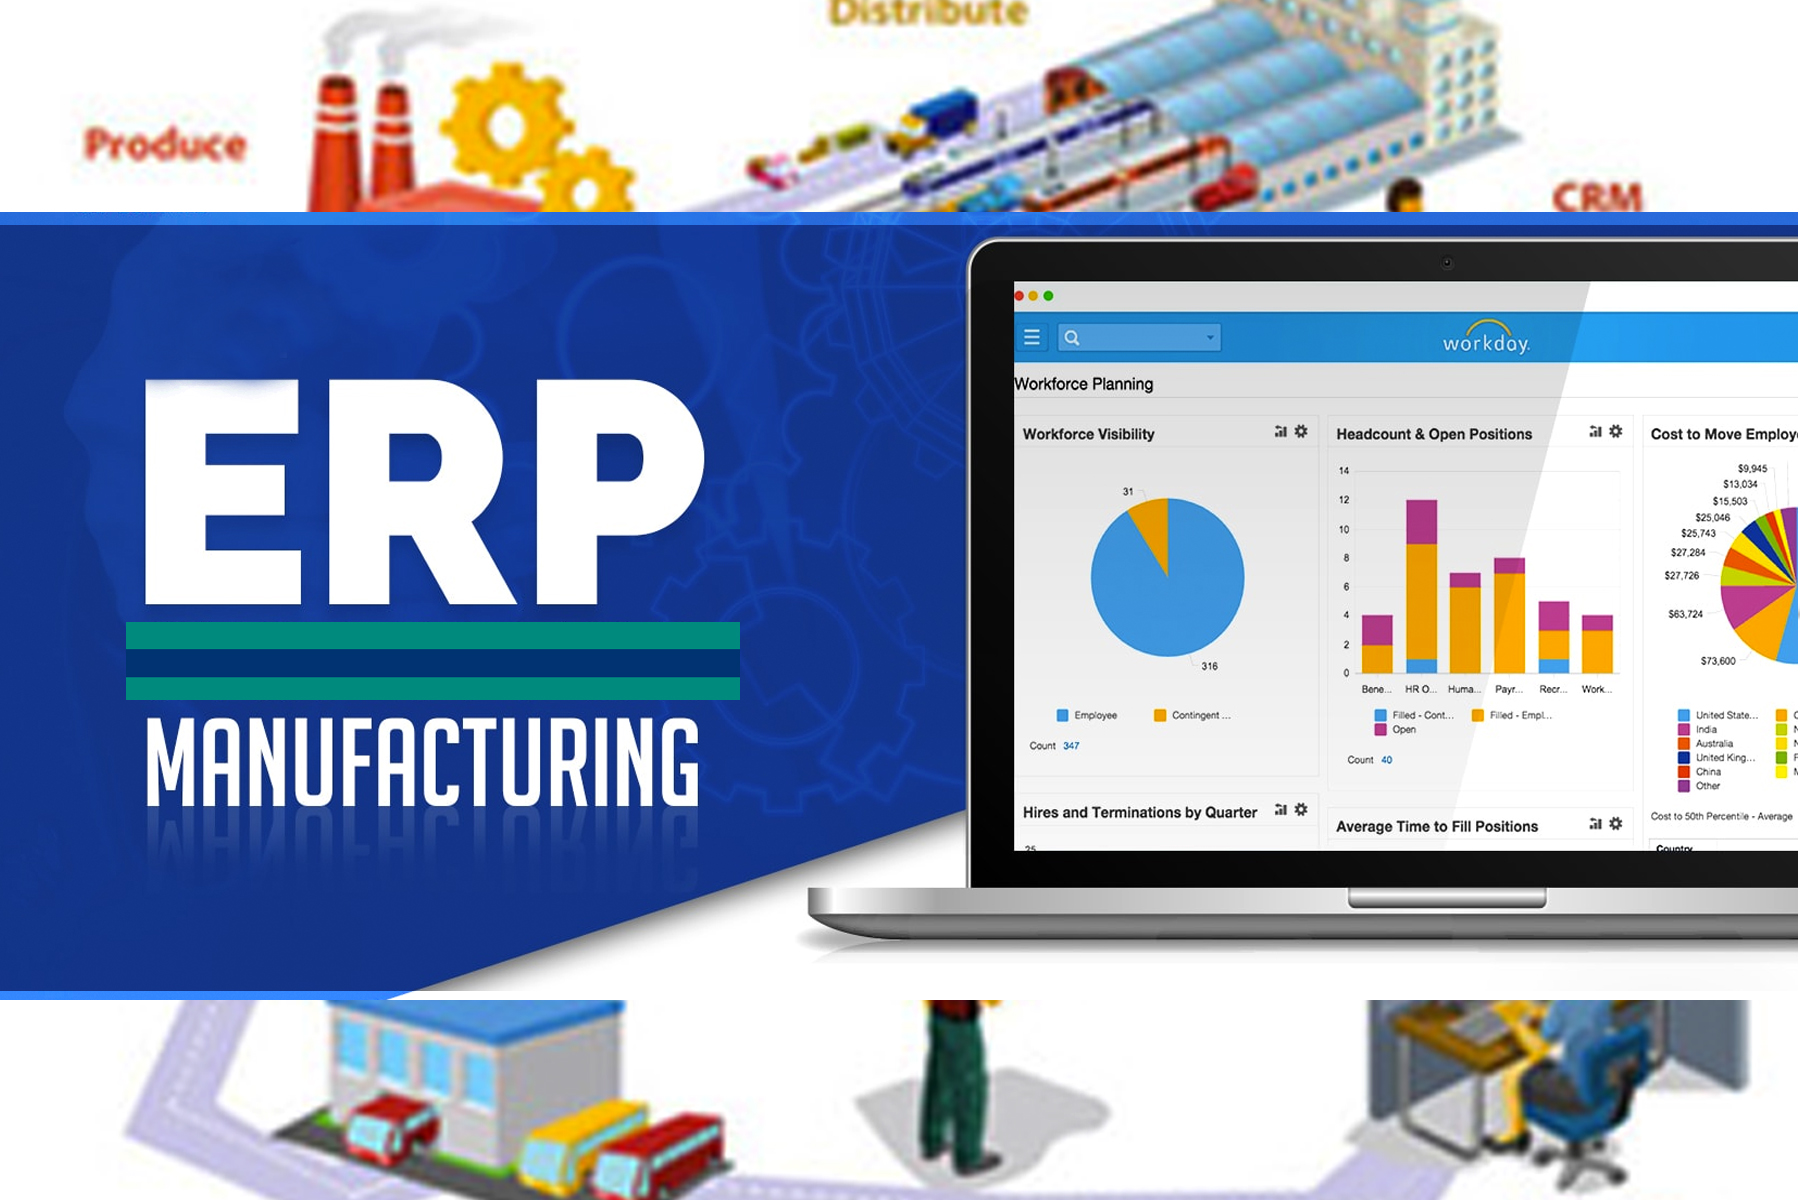 Distribute
Produce
CRM
ERP
MANUFACTURING
workday.
Workforce Planning
Workforce Visibility
31
316
Employee
Contingent ...
Count 347
Headcount & Open Positions
14
12
10
8
6
4
2
0
Bene...
HR O...
Huma...
Payr...
Recr...
Work...
Filled - Cont...
Filled - Empl...
Open
Count 40
Cost to Move Employe
$9,945
$13,034
$15,503
$25,046
$25,743
$27,284
$27,726
$63,724
$73,600
United State...
India
Australia
United King...
China
Other
Cost to 50th Percentile - Average
Country
Hires and Terminations by Quarter
25
Average Time to Fill Positions